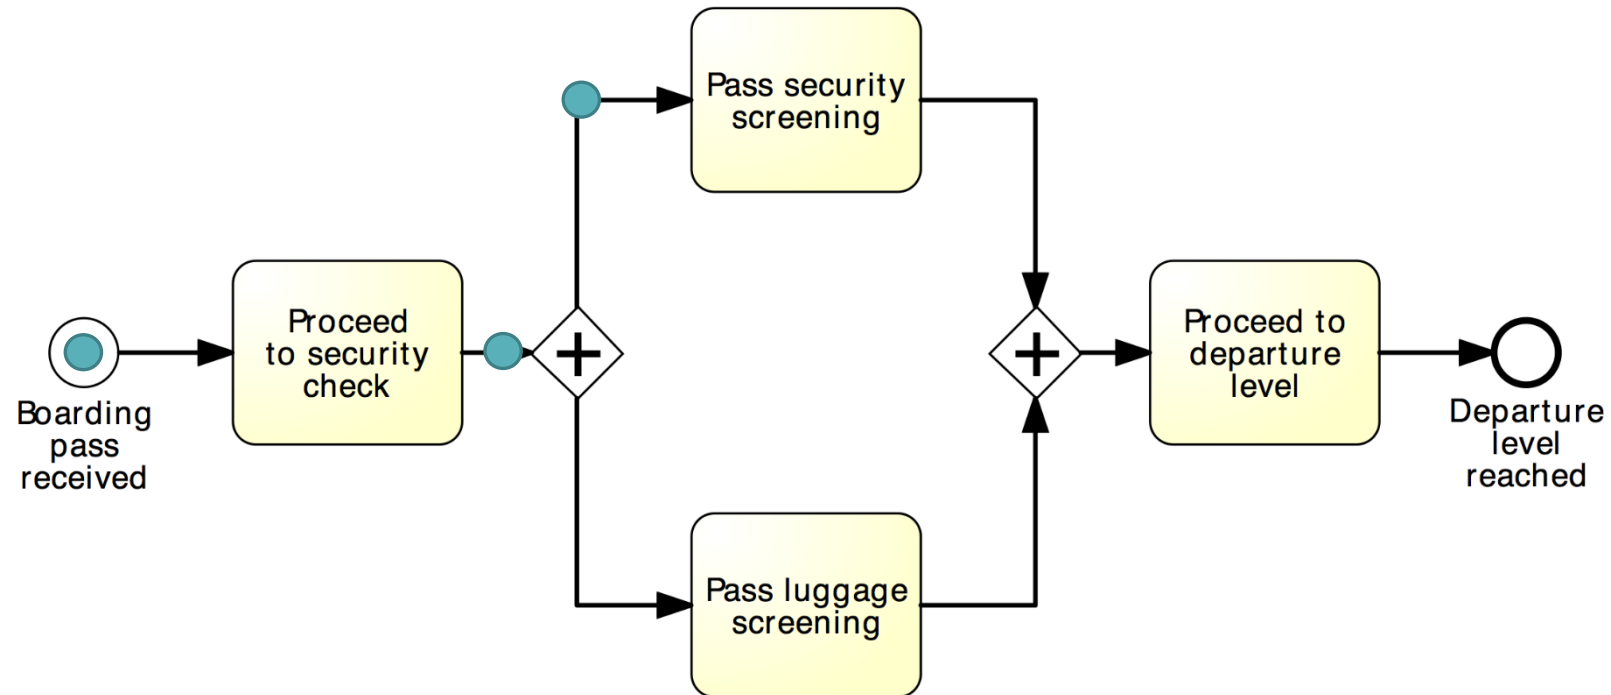 Boarding
pass
received
Proceed
to security
check
Pass security
screening
Pass luggage
screening
Proceed to
departure
level
Departure
level
reached